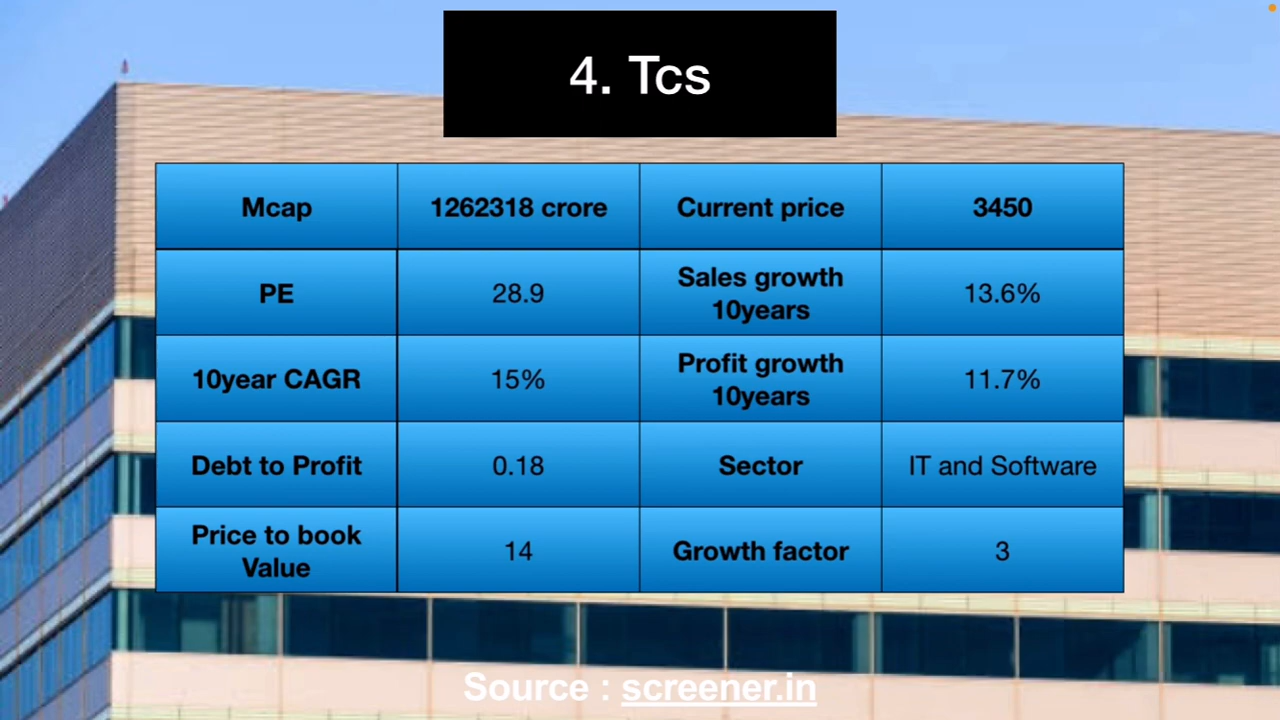 4. Tcs
Mcap 1262318 crore Current price 3450
PE 28.9 Sales growth
10years 13.6%
10year CAGR 15% Profit growth
10years 11.7%
Debt to Profit 0.18 Sector IT and Software
Price to book
Value 14 Growth factor 3
Source : screener.in